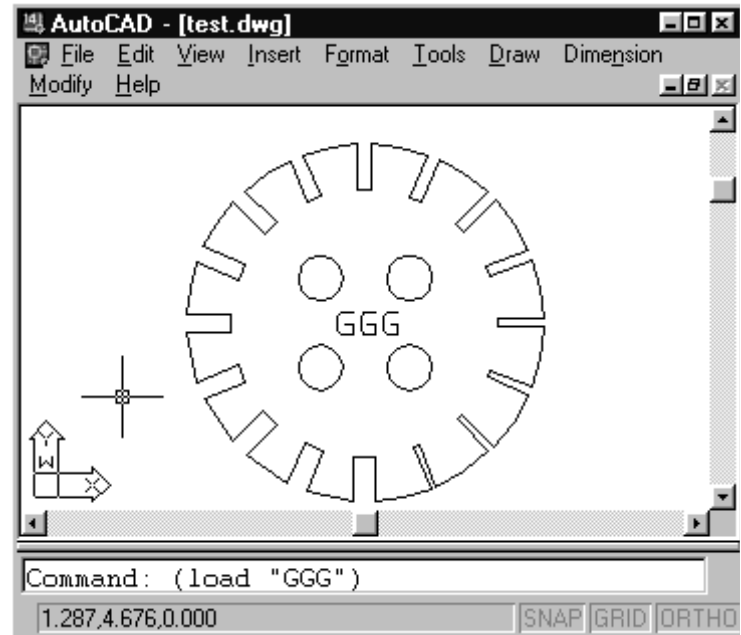 AutoCAD - [test.dwg]
File Edit View Insert Format Tools Draw Dimension
Modify Help
GGG
Y
W
X
Command: (load "GGG")
1.287,4.676,0.000 SNAP GRID ORTHO